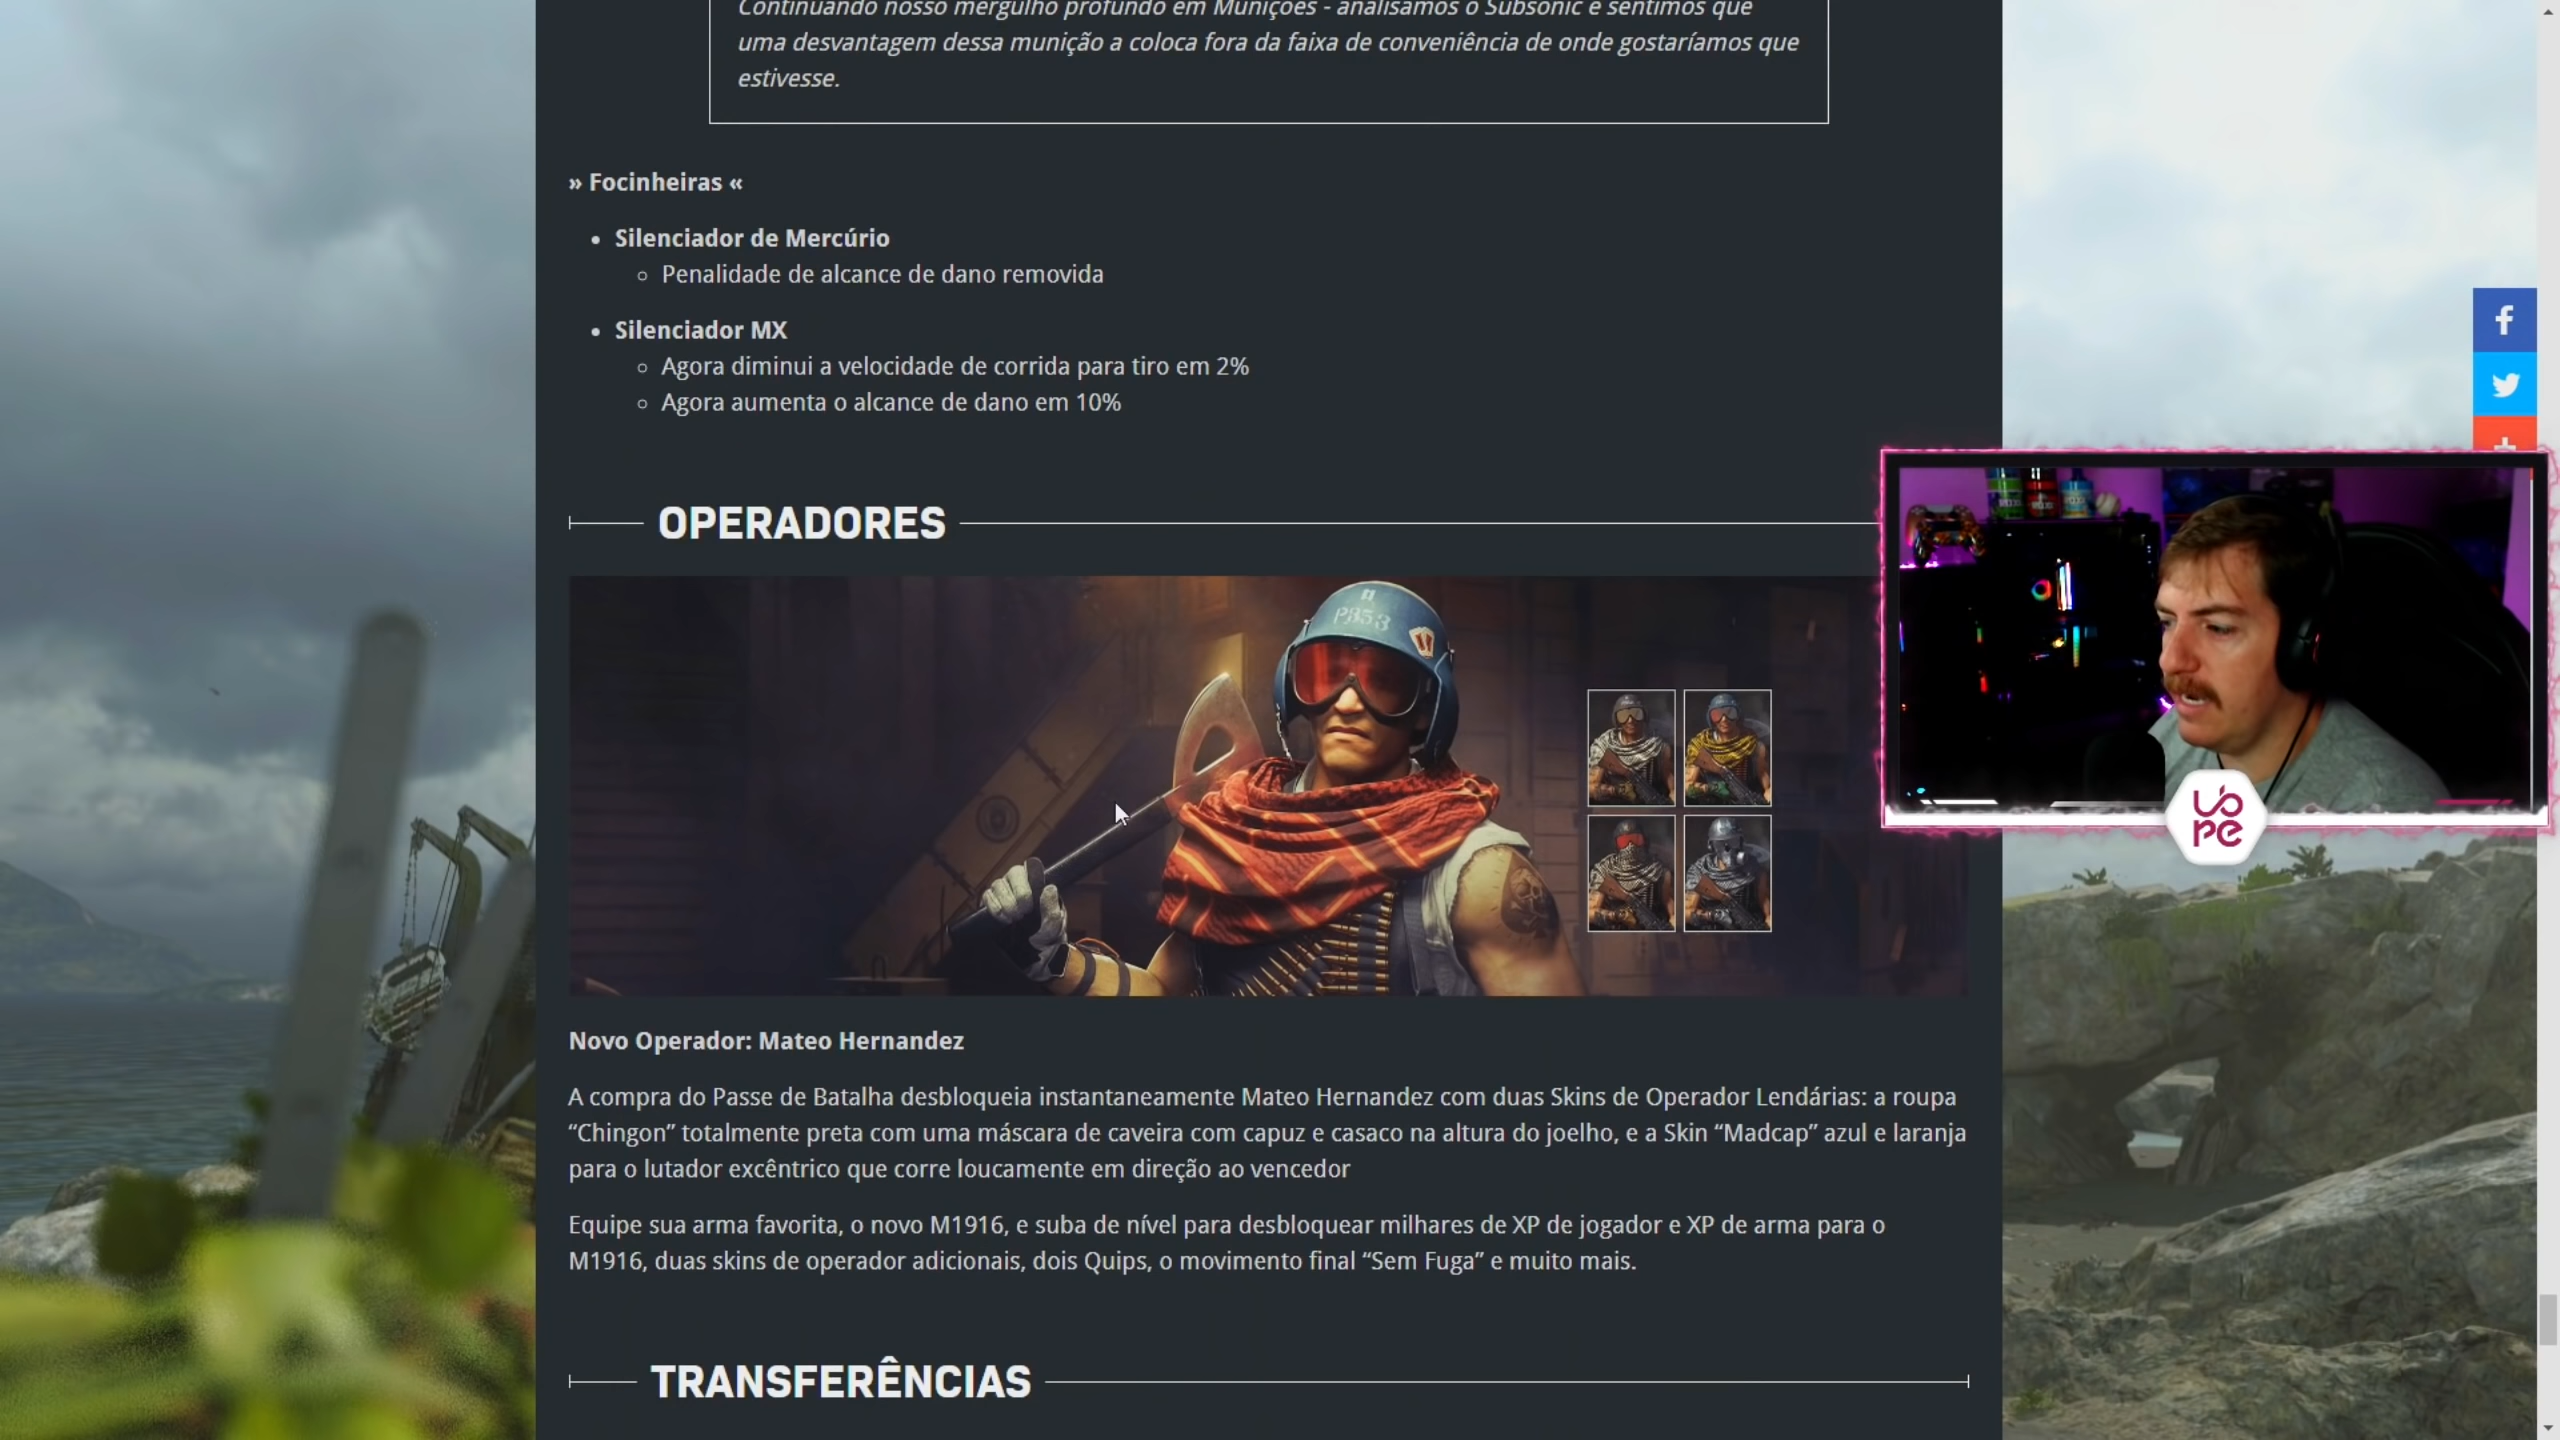 Continuando nosso mergulho profundo em Munições - analisamos o Subsonic e sentimos que
uma desvantagem dessa munição a coloca fora da faixa de conveniência de onde gostaríamos que
estivesse.
» Focinheiras «
• Silenciador de Mercúrio
○ Penalidade de alcance de dano removida
• Silenciador MX
○ Agora diminui a velocidade de corrida para tiro em 2%
○ Agora aumenta o alcance de dano em 10%
OPERADORES
P853
Uó
pe
Novo Operador: Mateo Hernandez
A compra do Passe de Batalha desbloqueia instantaneamente Mateo Hernandez com duas Skins de Operador Lendárias: a roupa
“Chingon” totalmente preta com uma máscara de caveira com capuz e casaco na altura do joelho, e a Skin “Madcap” azul e laranja
para o lutador excêntrico que corre loucamente em direção ao vencedor
Equipe sua arma favorita, o novo M1916, e suba de nível para desbloquear milhares de XP de jogador e XP de arma para o
M1916, duas skins de operador adicionais, dois Quips, o movimento final “Sem Fuga” e muito mais.
TRANSFERÊNCIAS